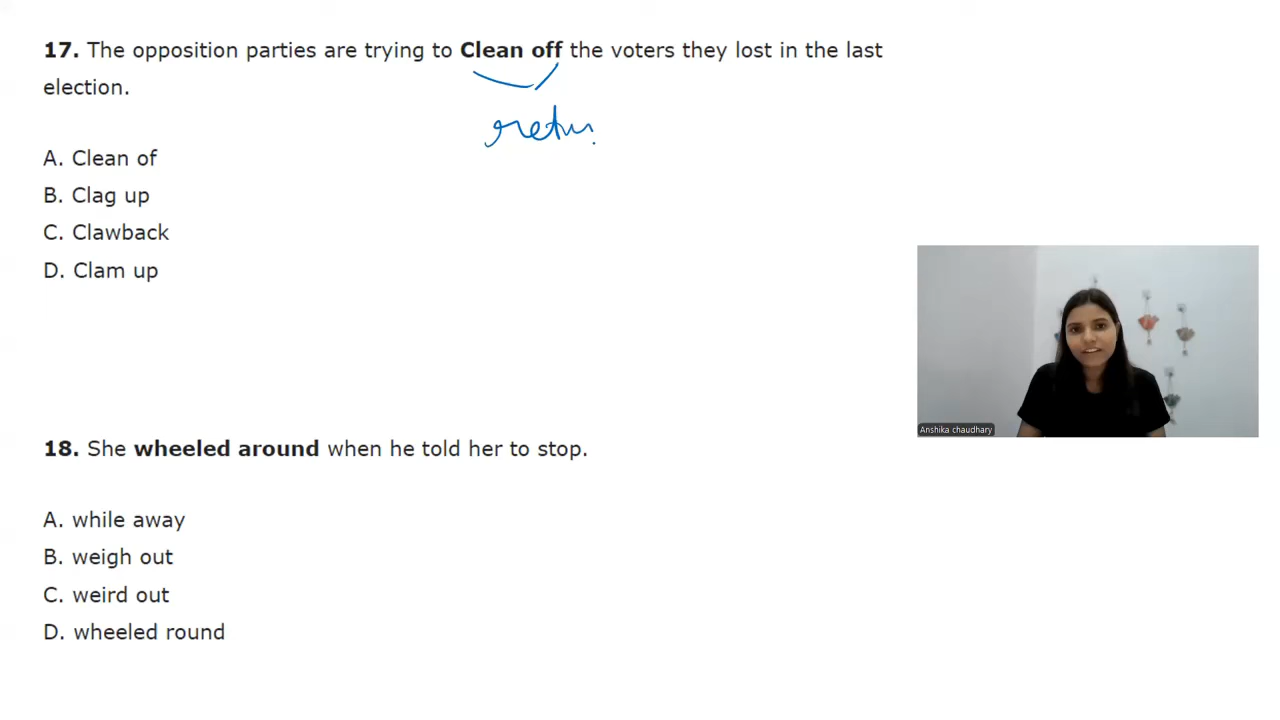 17. The opposition parties are trying to Clean off the voters they lost in the last
election.
retur
A. Clean of
B. Clag up
C. Clawback
D. Clam up
Anshika chaudhary
18. She wheeled around when he told her to stop.
A. while away
B. weigh out
C. weird out
D. wheeled round